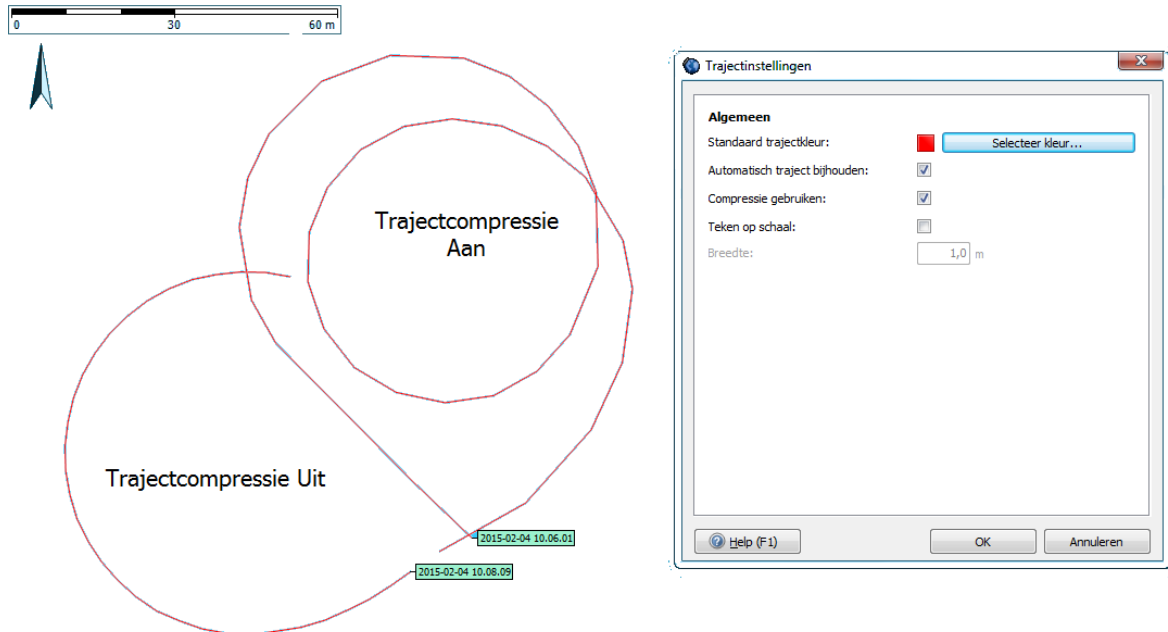 0 30 60 m
Trajectcompressie
Aan
Trajectcompressie Uit
2015-02-04 10.06.01
2015-02-04 10.08.09
Trajectinstellingen
Algemeen
Standaard trajectkleur: Selecteer kleur...
Automatisch traject bijhouden:
Compressie gebruiken:
Teken op schaal:
Breedte: 1,0 m
Help (F1) OK Annuleren